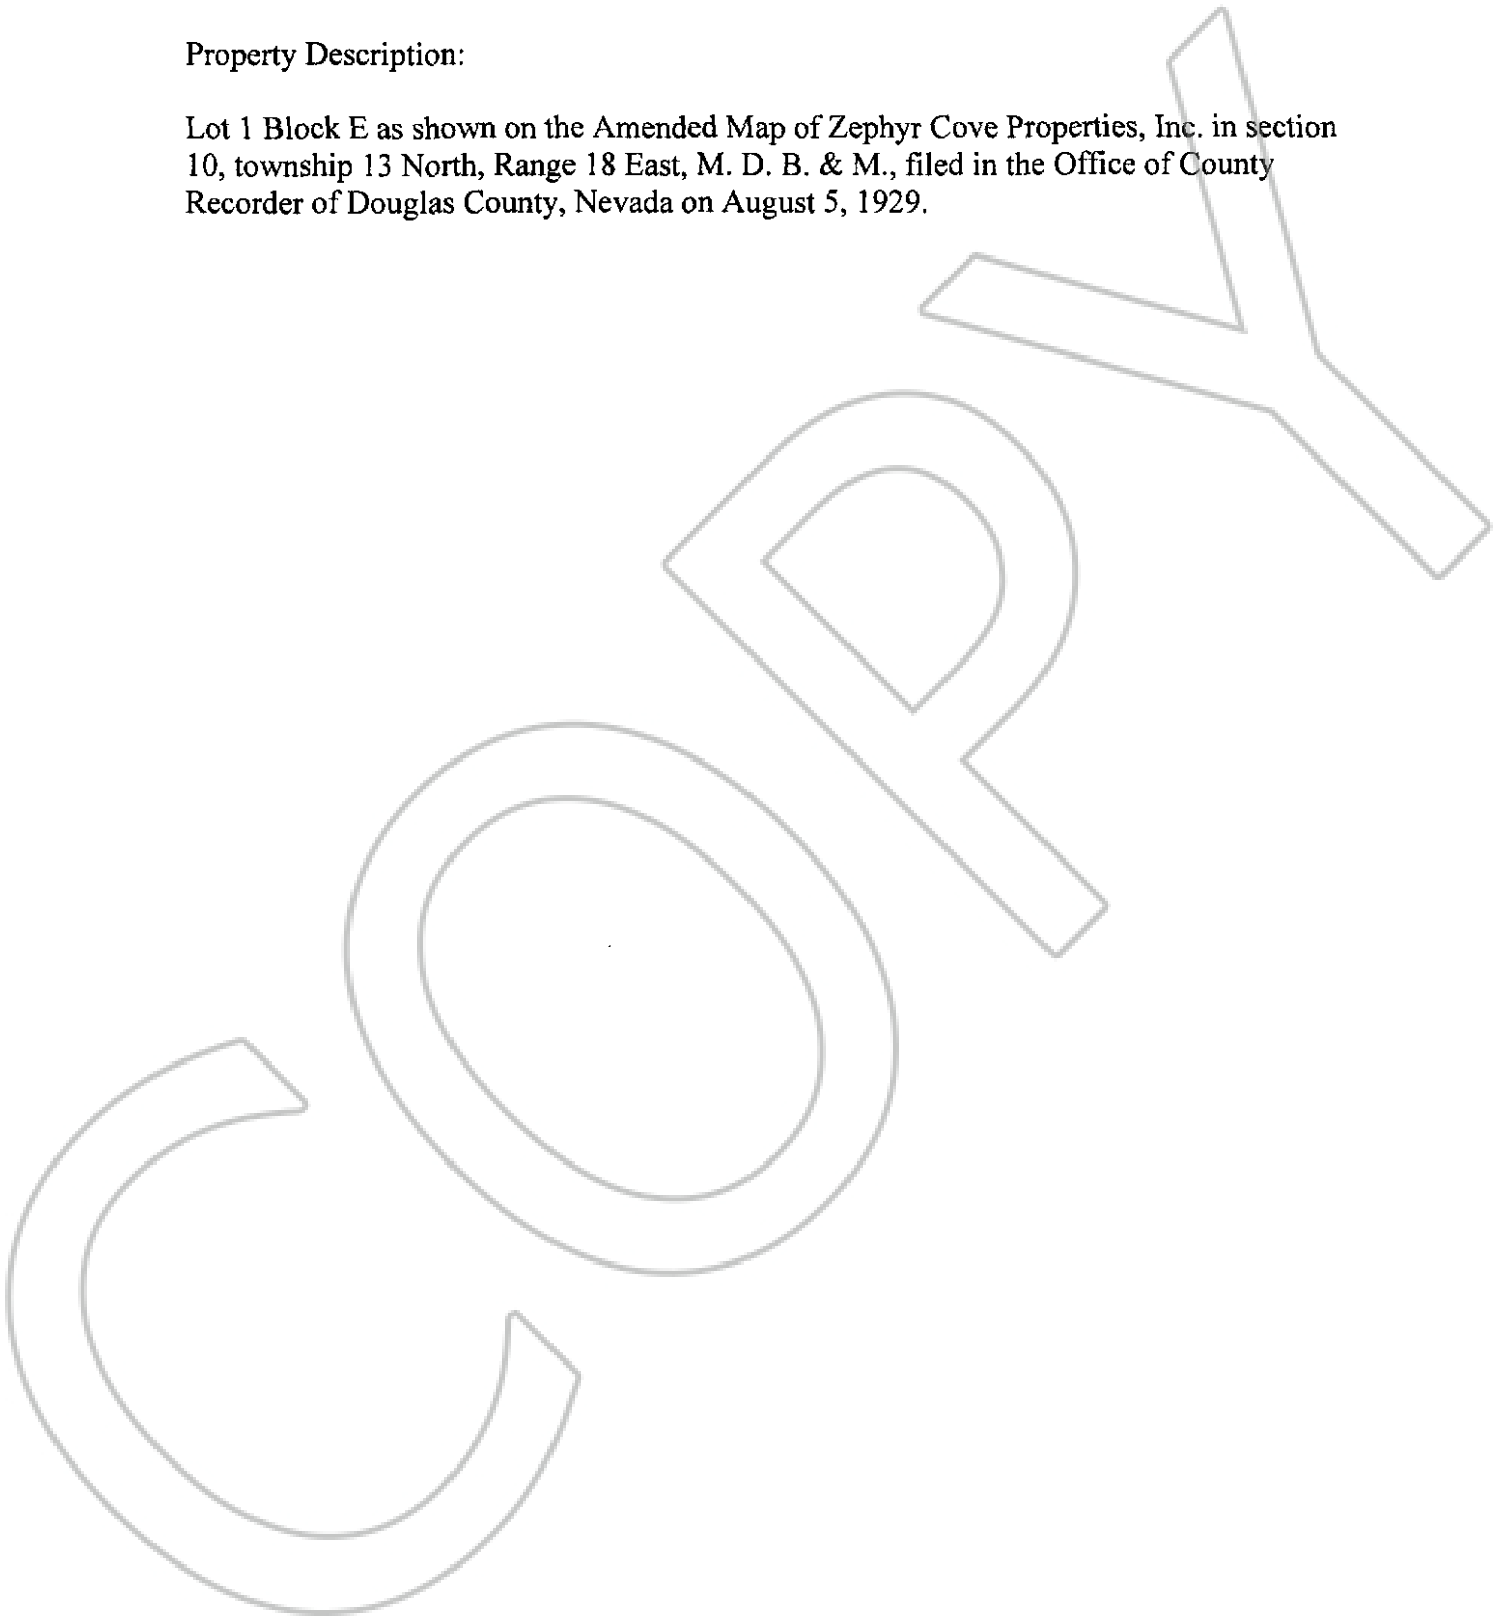 Property Description:
Lot 1 Block E as shown on the Amended Map of Zephyr Cove Properties, Inc. in section
10, township 13 North, Range 18 East, M. D. B. & M., filed in the Office of County
Recorder of Douglas County, Nevada on August 5, 1929.
COPY